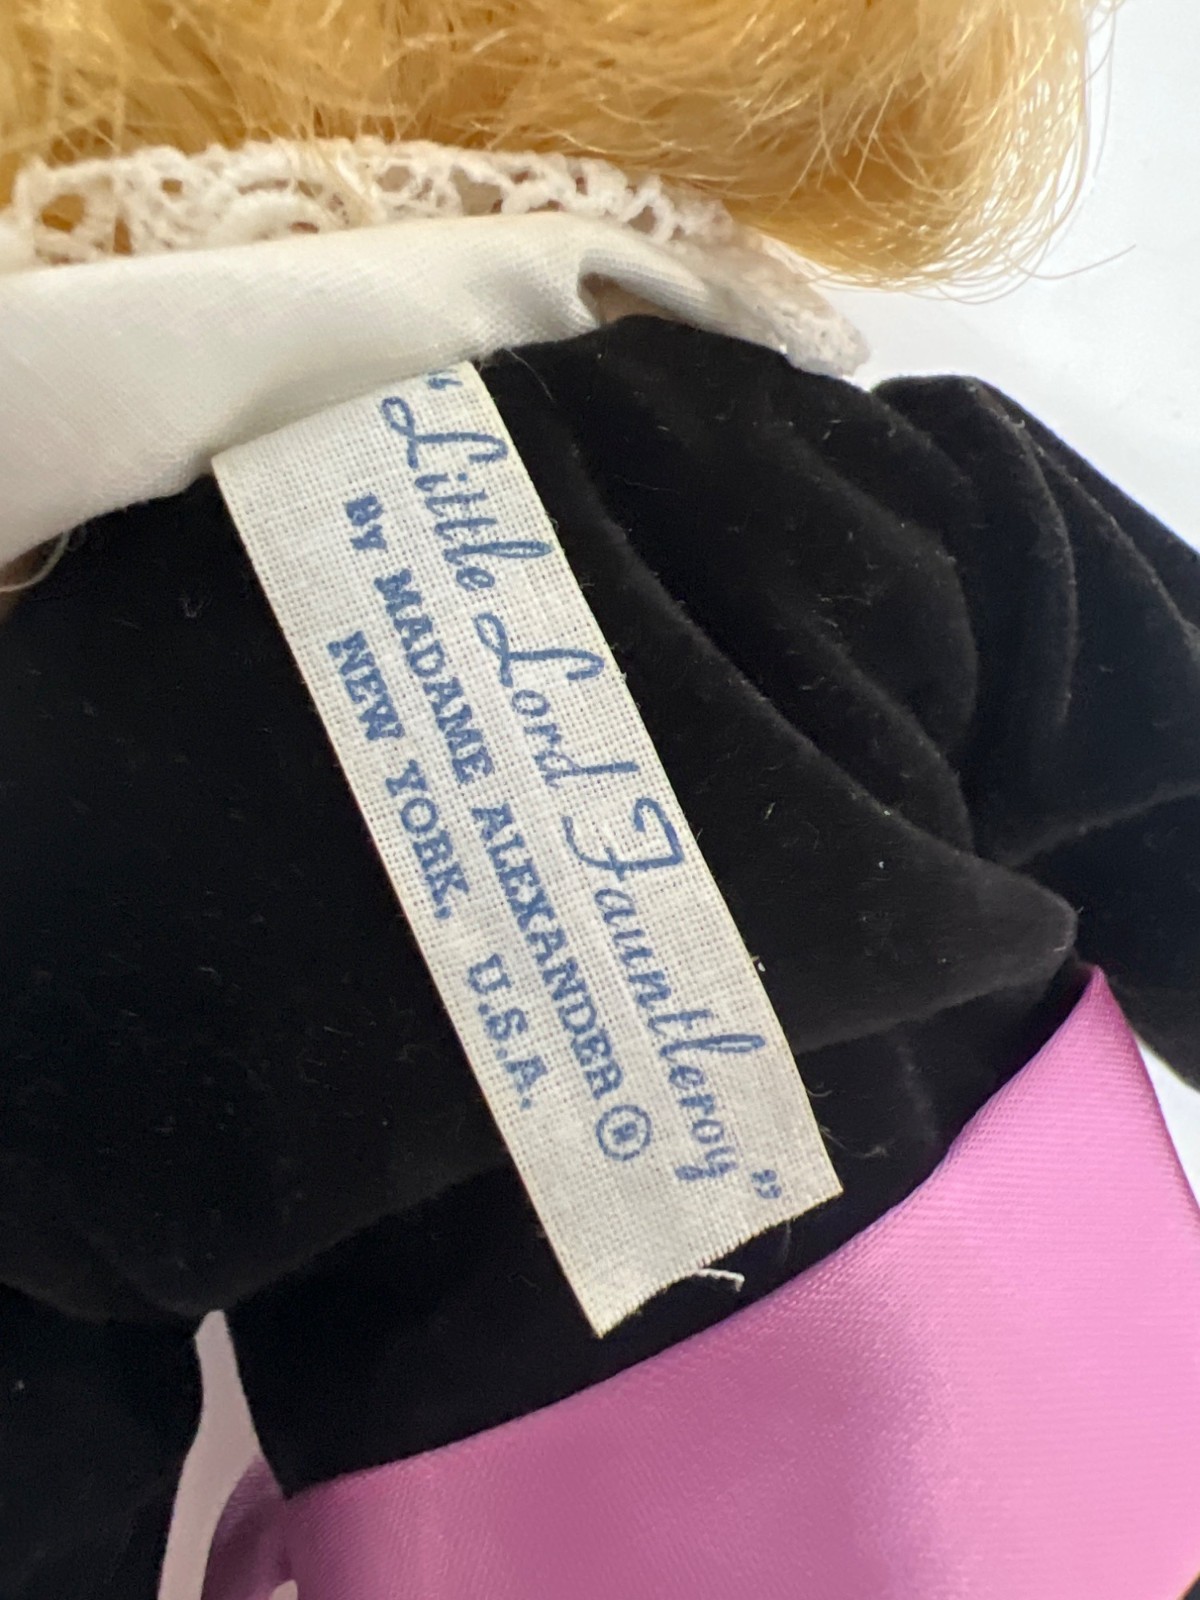 “Little Lord Fauntleroy”
BY MADAME ALEXANDER ®
NEW YORK, U.S.A.